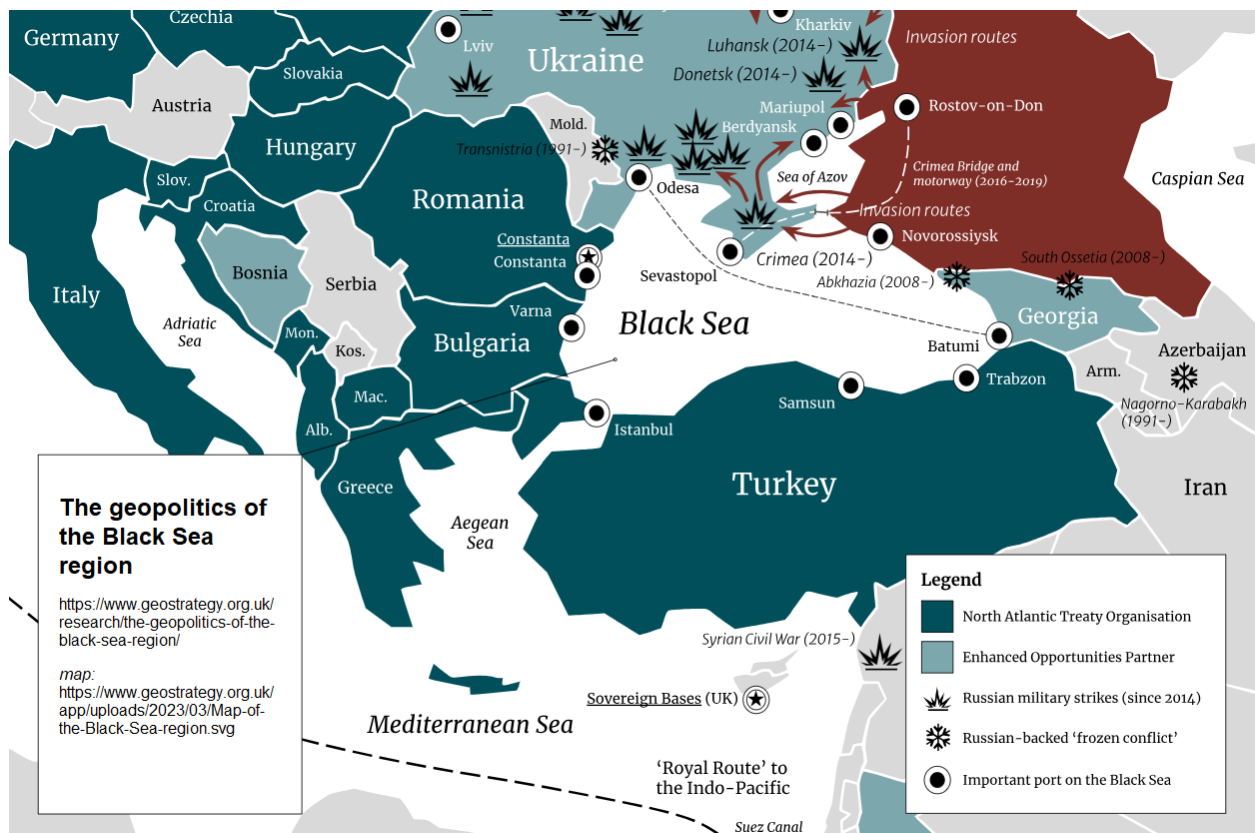 Czechia
Germany
Slovakia
Austria
Hungary
Slov.
Croatia
Bosnia
Serbia
Italy
Adriatic
Sea
Mon.
Kos.
Mac.
Alb.
Greece
Aegean
Sea
Lviv
Ukraine
Kharkiv
Luhansk (2014-)
Donetsk (2014-)
Invasion routes
Mariupol
Berdyansk
Rostov-on-Don
Mold.
Transnistria (1991-)
Odesa
Sea of Azov
Crimea Bridge and
motorway (2016-2019)
Caspian Sea
Romania
Constanta
Constanta
Invasion routes
Novorossiysk
Sevastopol
Crimea (2014-)
Abkhazia (2008-)
South Ossetia (2008-)
Varna
Bulgaria
Black Sea
Georgia
Batumi
Azerbaijan
Arm.
Trabzon
Samsun
Nagorno-Karabakh
(1991-)
Istanbul
Turkey
Iran
The geopolitics of
the Black Sea
region
https://www.geostrategy.org.uk/
research/the-geopolitics-of-the-
black-sea-region/
map:
https://www.geostrategy.org.uk/
app/uploads/2023/03/Map-of-
the-Black-Sea-region.svg
Syrian Civil War (2015-)
Sovereign Bases (UK)
Mediterranean Sea
‘Royal Route’ to
the Indo-Pacific
Suez Canal
Legend
North Atlantic Treaty Organisation
Enhanced Opportunities Partner
Russian military strikes (since 2014)
Russian-backed ‘frozen conflict’
Important port on the Black Sea